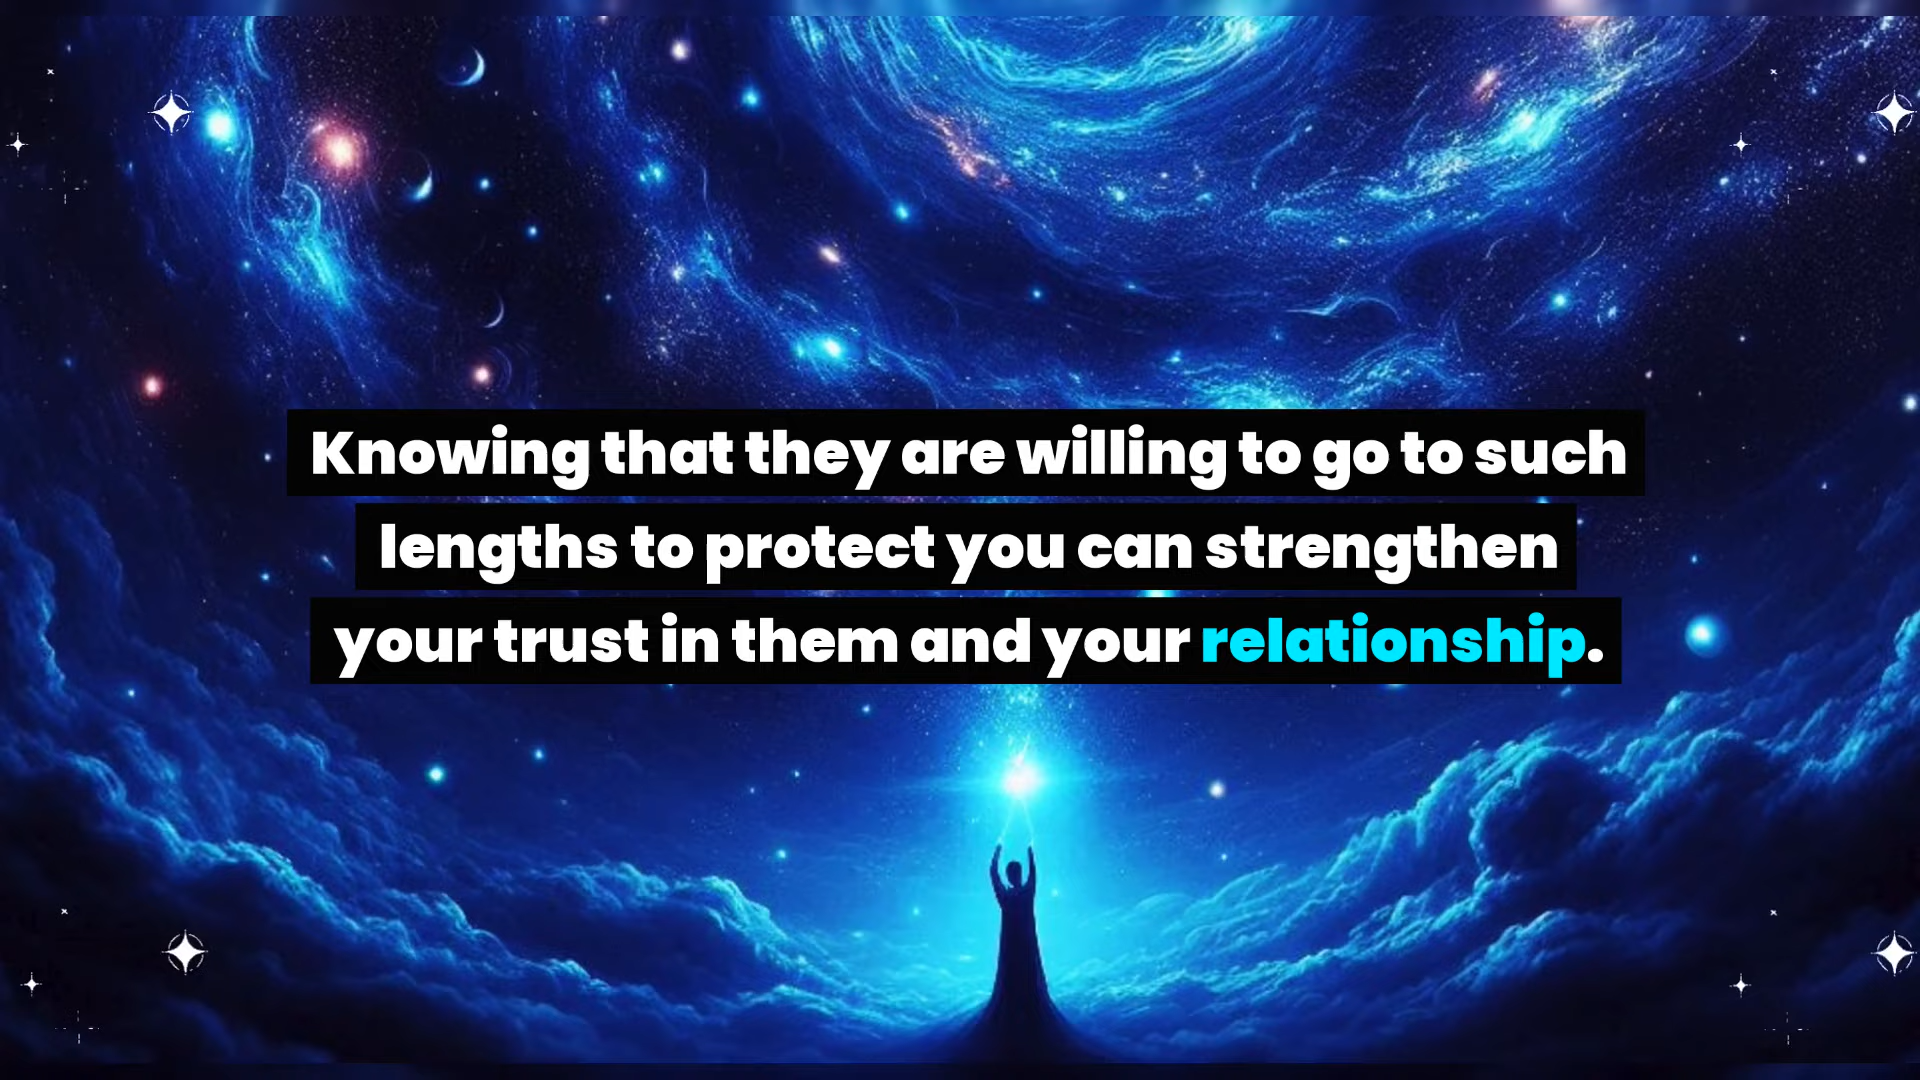 Knowing that they are willing to go to such
lengths to protect you can strengthen
your trust in them and your relationship.